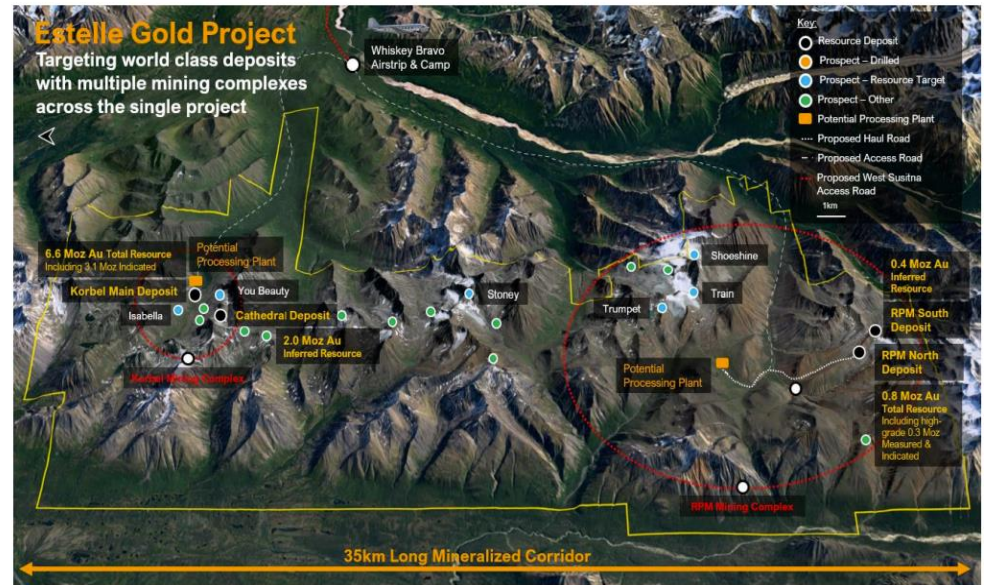 Estelle Gold Project
Targeting world class deposits
with multiple mining complexes
across the single project
Whiskey Bravo
Airstrip & Camp
Key:
Resource Deposit
Prospect – Drilled
Prospect – Resource Target
Prospect – Other
Potential Processing Plant
Proposed Haul Road
Proposed Access Road
Proposed West Susitna
Access Road
1km
6.6 Moz Au Total Resource
Including 3.1 Moz Indicated
Potential
Processing Plant
Korbel Main Deposit
You Beauty
Isabella
Cathedral Deposit
2.0 Moz Au
Inferred Resource
Korbel Mining Complex
Stoney
Shoeshine
Train
Trumpet
Potential
Processing Plant
0.4 Moz Au
Inferred
Resource
RPM South
Deposit
RPM North
Deposit
0.8 Moz Au
Total Resource
Including high-
grade 0.3 Moz
Measured &
Indicated
RPM Mining Complex
35km Long Mineralized Corridor